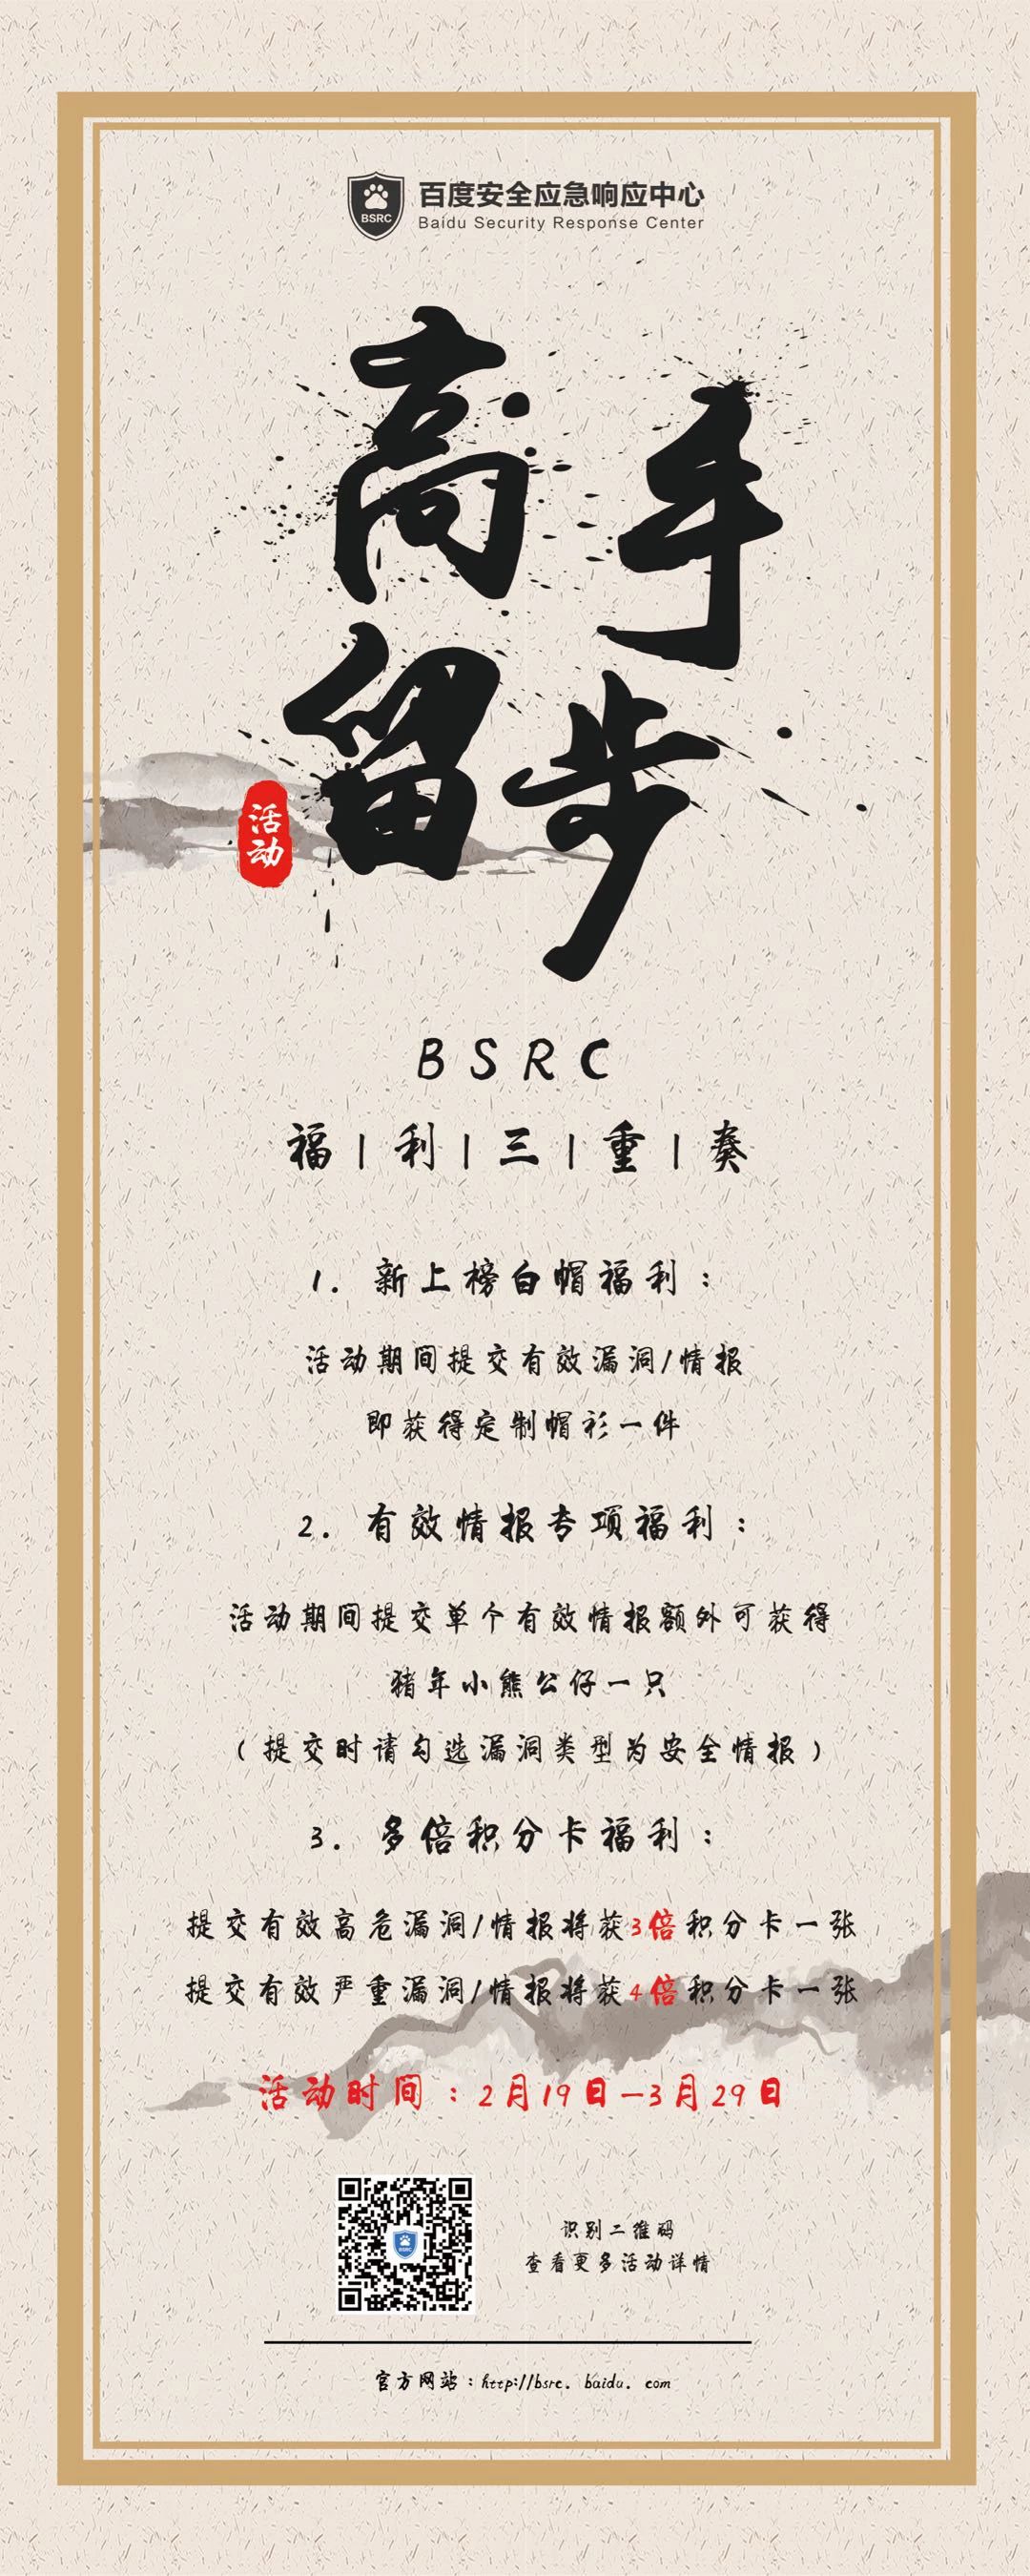 百度安全应急响应中心
BSRC
Baidu Security Response Center
高手
留步
活动
BSRC
福|利|三|重|奏
1. 新上榜白帽福利：
活动期间提交有效漏洞/情报
即获得定制帽衫一件
2. 有效情报专项福利：
活动期间提交单个有效情报额外可获得
猪年小熊公仔一只
（提交时请勾选漏洞类型为安全情报）
3. 多倍积分卡福利：
提交有效高危漏洞/情报将获3倍积分卡一张
提交有效严重漏洞/情报将获4倍积分卡一张
活动时间：2月19日—3月29日
识别二维码
查看更多活动详情
官方网站：http://bsrc. baidu. com